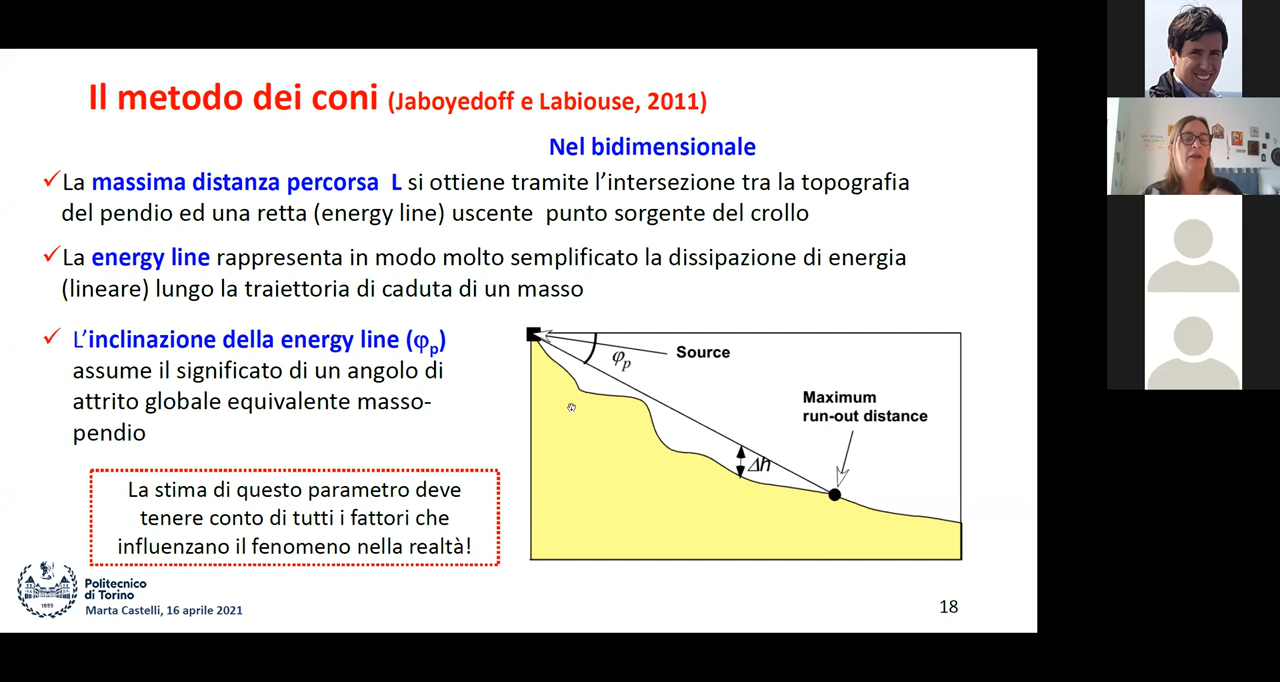 Il metodo dei coni (Jaboyedoff e Labiouse, 2011)
Nel bidimensionale
✓La massima distanza percorsa L si ottiene tramite l'intersezione tra la topografia
del pendio ed una retta (energy line) uscente punto sorgente del crollo
✓La energy line rappresenta in modo molto semplificato la dissipazione di energia
(lineare) lungo la traiettoria di caduta di un masso
✓ L'inclinazione della energy line (φp)
assume il significato di un angolo di
attrito globale equivalente masso-
pendio
La stima di questo parametro deve
tenere conto di tutti i fattori che
influenzano il fenomeno nella realtà!
φp
Source
Maximum
run-out distance
Δh
1859
Politecnico
di Torino
Marta Castelli, 16 aprile 2021
18